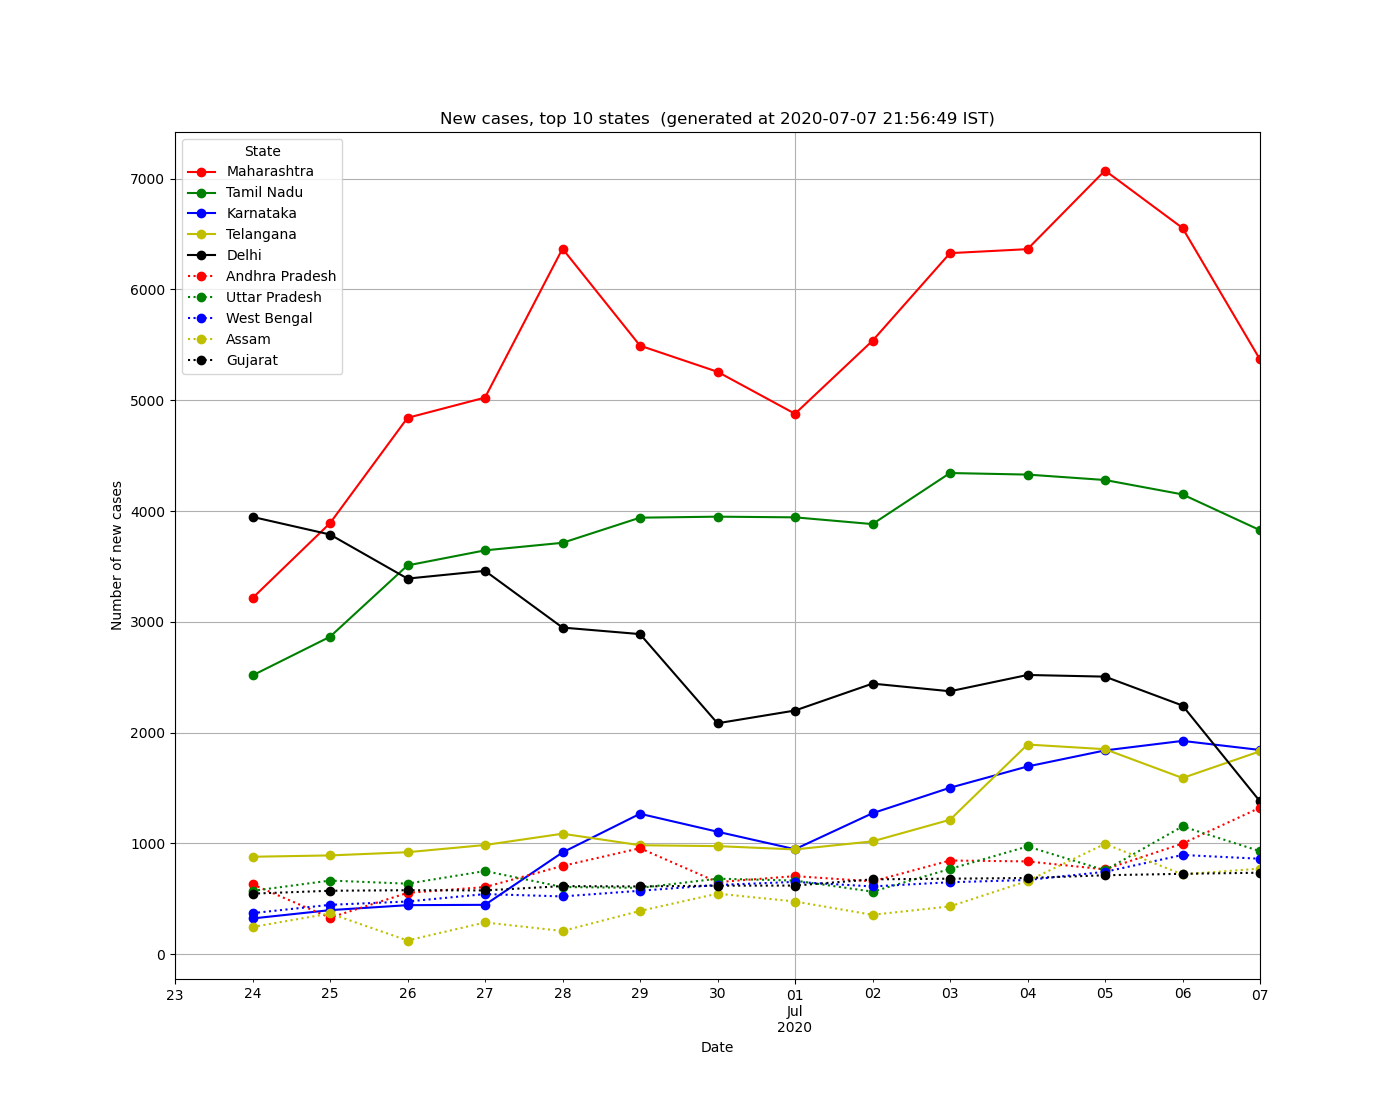 New cases, top 10 states  (generated at 2020-07-07 21:56:49 IST)
State
Maharashtra
Tamil Nadu
Karnataka
Telangana
Delhi
Andhra Pradesh
Uttar Pradesh
West Bengal
Assam
Gujarat
7000
6000
5000
4000
3000
2000
1000
0
Number of new cases
23 24 25 26 27 28 29 30 01 02 03 04 05 06 07
Jul
2020
Date